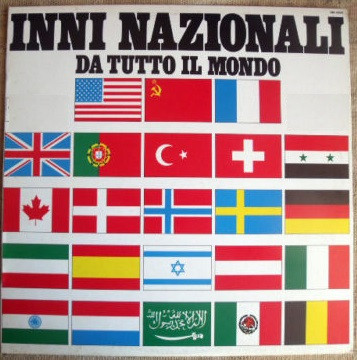 INNI NAZIONALI
DA TUTTO IL MONDO